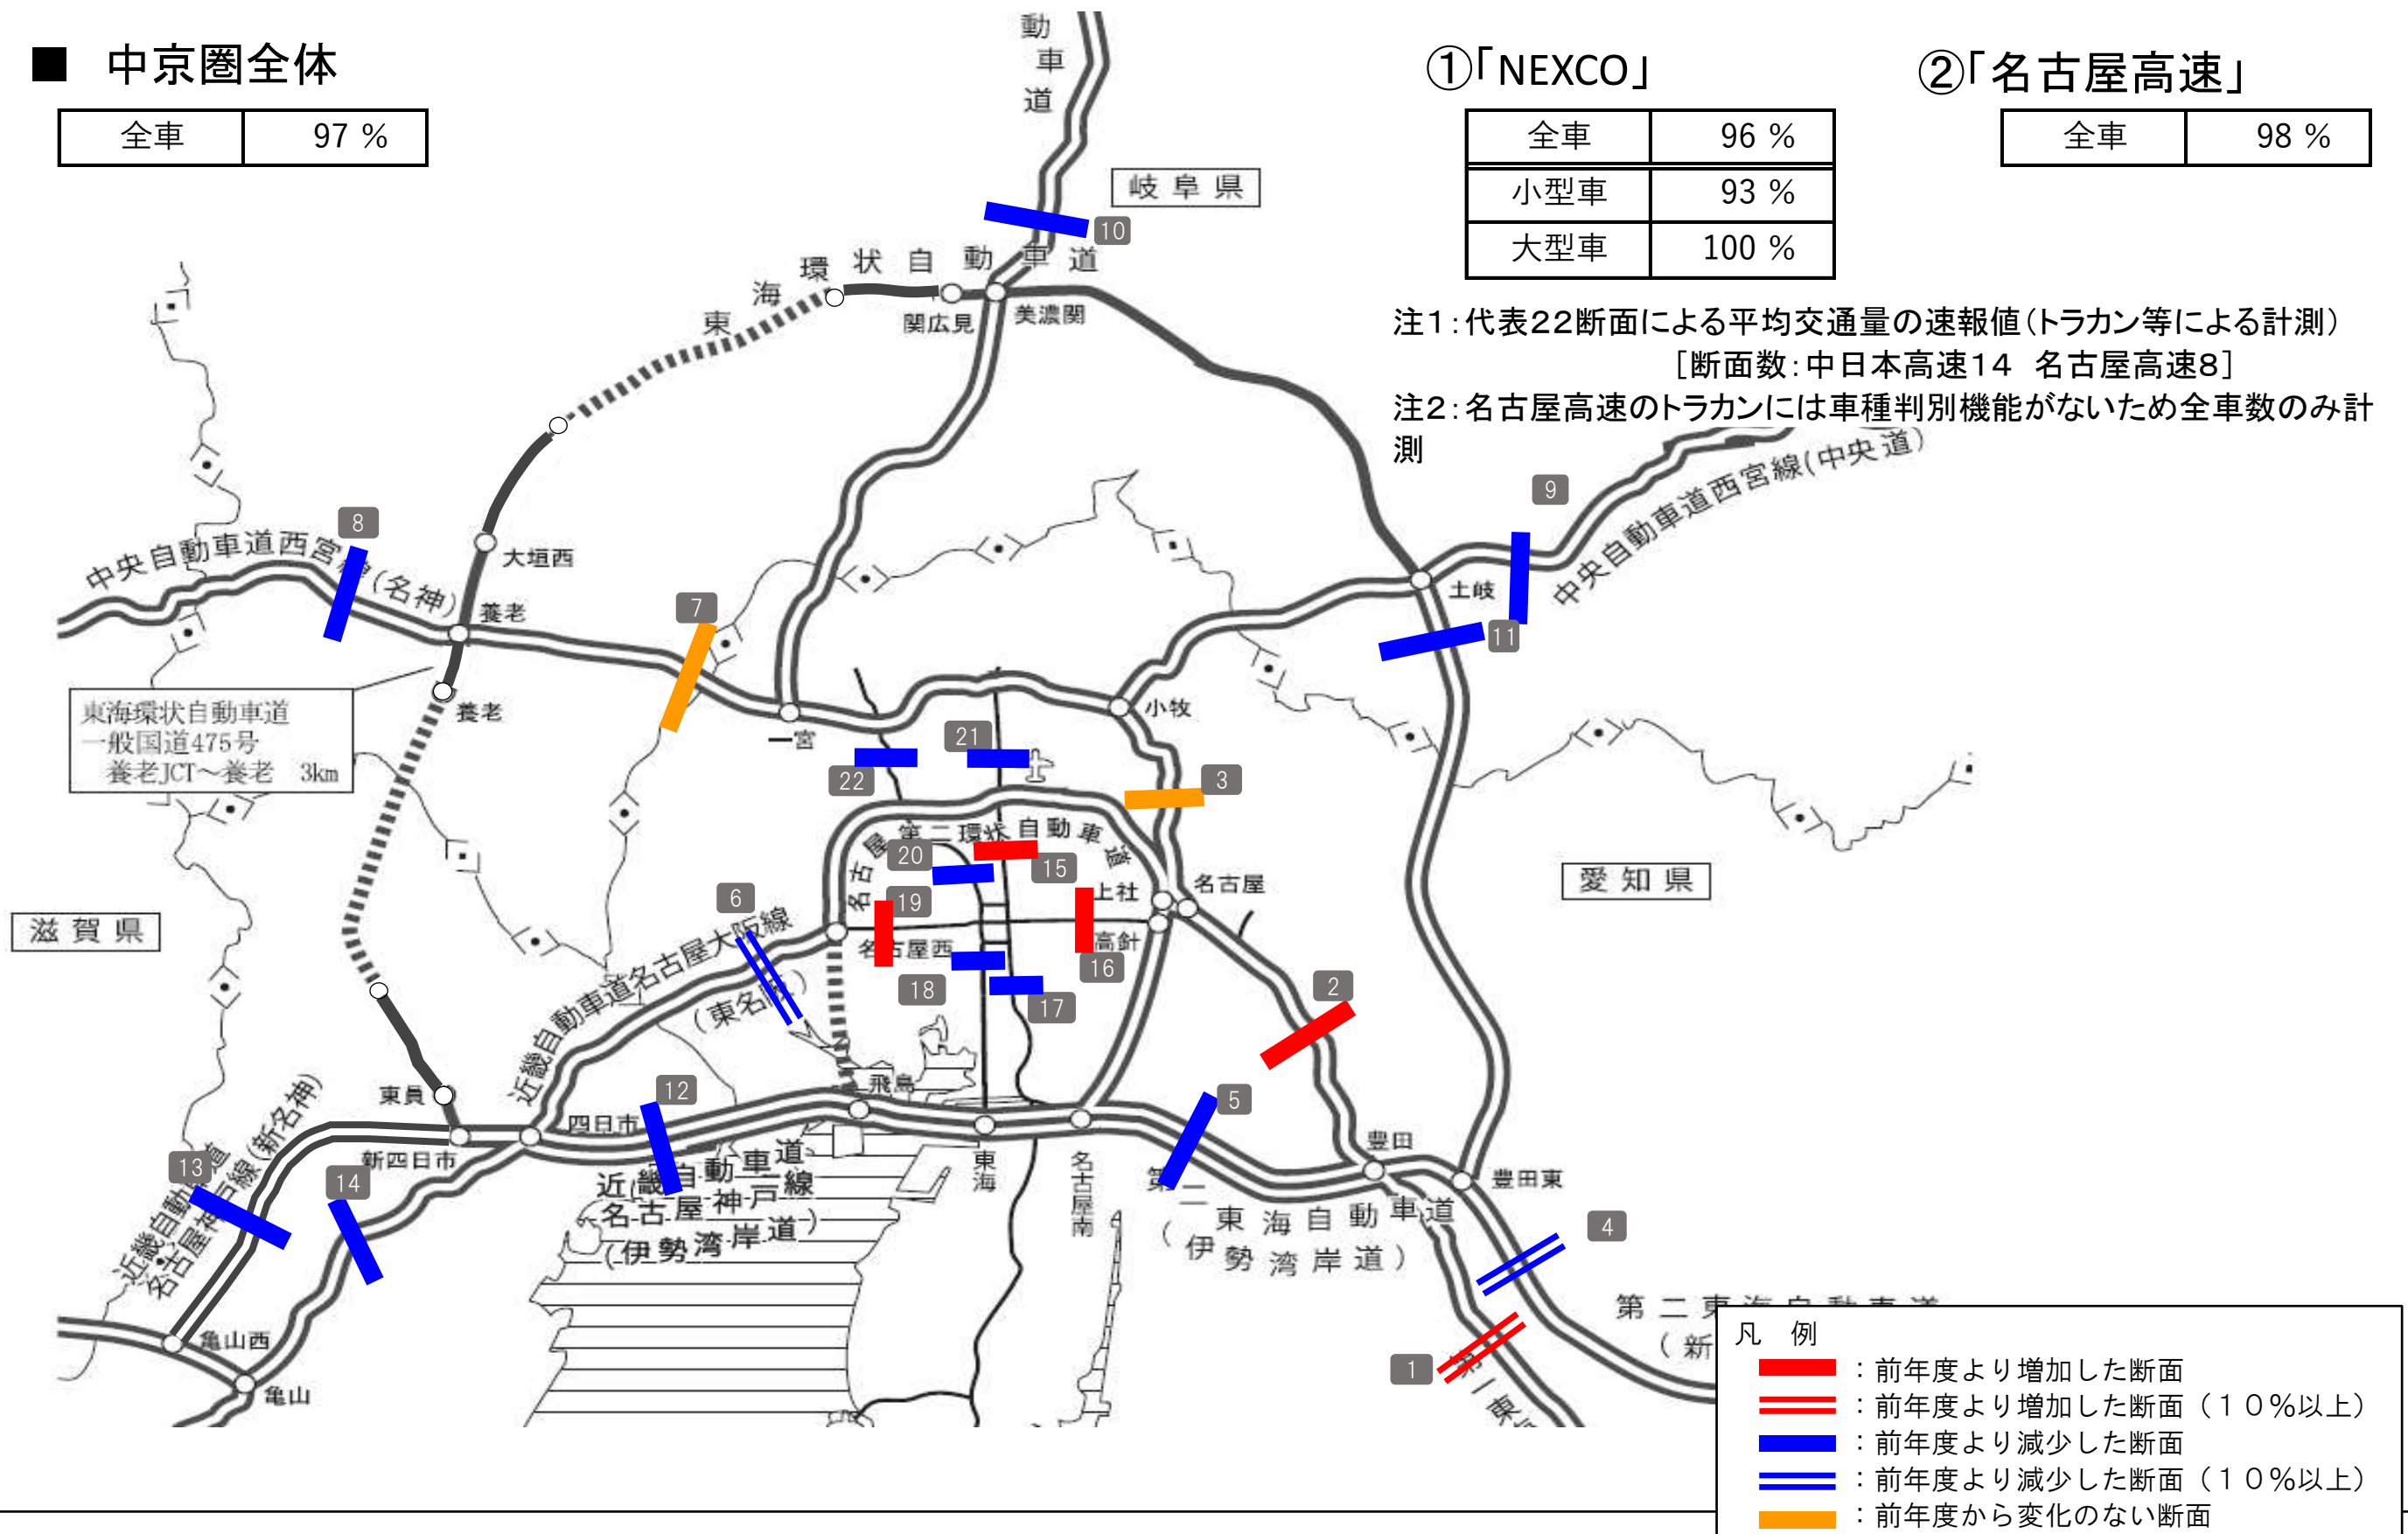 ■ 中京圏全体
全車 97 %
①「NEXCO」
全車 96 %
小型車 93 %
大型車 100 %
②「名古屋高速」
全車 98 %
注1:代表22断面による平均交通量の速報値(トラカン等による計測)
[断面数:中日本高速14 名古屋高速8]
注2:名古屋高速のトラカンには車種判別機能がないため全車数のみ計
測
動車道
岐阜県
10
東海環状自動車道
関広見
美濃関
9
中央自動車道西宮線(中央道)
8
中央自動車道西宮線(名神)
大垣西
養老
土岐
11
7
養老
東海環状自動車道
一般国道475号
養老JCT~養老 3km
一宮
小牧
21
22
3
名古屋第二環状自動車道
20
15
19
上社
名古屋
愛知県
滋賀県
6
近畿自動車道名古屋大阪線
(東名阪)
名古屋西
高針
16
18
17
2
東員
飛島
12
5
四日市
新四日市
13
14
近畿自動車道
名古屋神戸線(新名神)
近畿自動車道
名古屋神戸線
(伊勢湾岸道)
東海
名古屋南
豊田
豊田東
第二東海自動車道
(伊勢湾岸道)
4
亀山西
亀山
1
第一東
第二東海自動車道
(新
凡 例
:前年度より増加した断面
:前年度より増加した断面(10%以上)
:前年度より減少した断面
:前年度より減少した断面(10%以上)
:前年度から変化のない断面